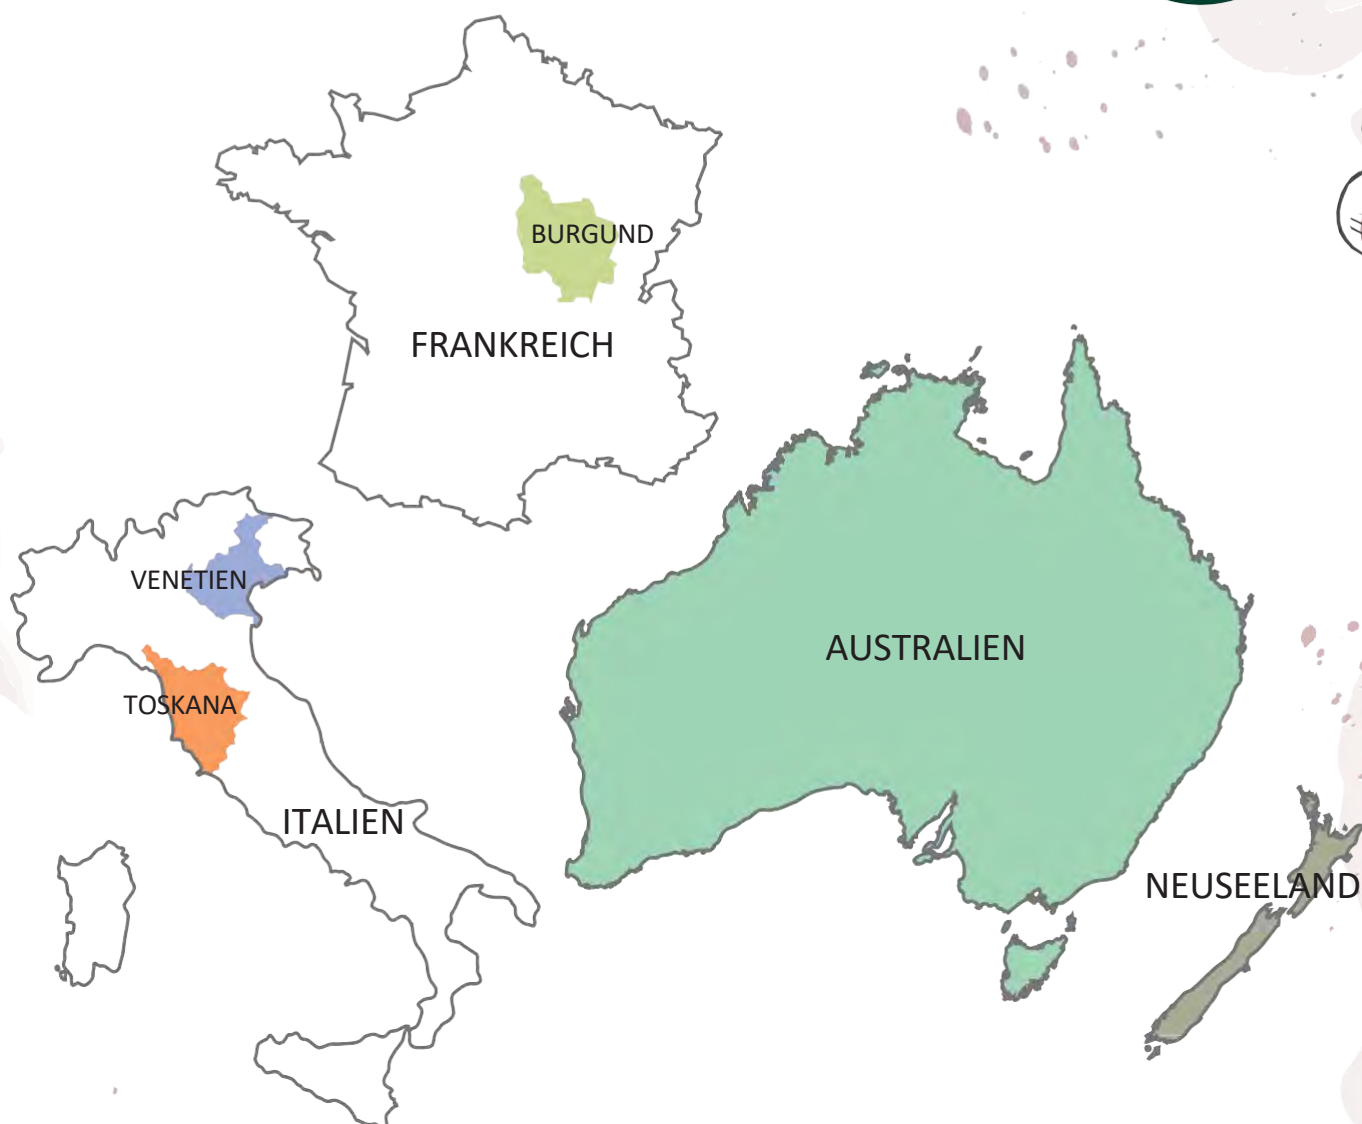 BURGUND
FRANKREICH
VENETIEN
AUSTRALIEN
TOSKANA
ITALIEN
NEUSEELAND